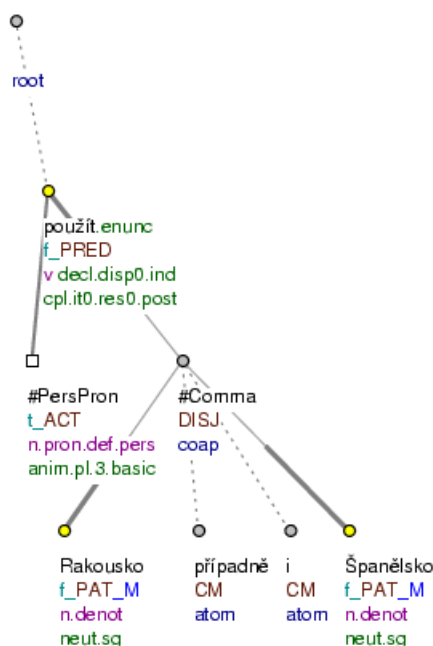 root
použít.enunc
f_PRED
v decl.disp0.ind
cpl.it0.res0.post
#PersPron
t_ACT
n.pron.def.pers
anim.pl.3.basic
#Comma
DISJ
coap
Rakousko
f_PAT_M
n.denot
neut.sg
případně
CM
atom
i
CM
atom
Španělsko
f_PAT_M
n.denot
neut.sg